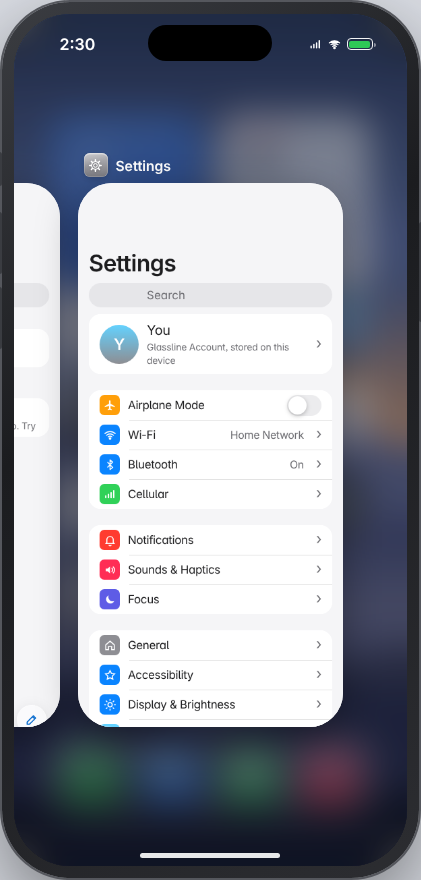 2:30
Settings
Settings
Search
Y
You
Glassline Account, stored on this
device
Airplane Mode
Wi-Fi Home Network
Bluetooth On
Cellular
o. Try
Notifications
Sounds & Haptics
Focus
General
Accessibility
Display & Brightness